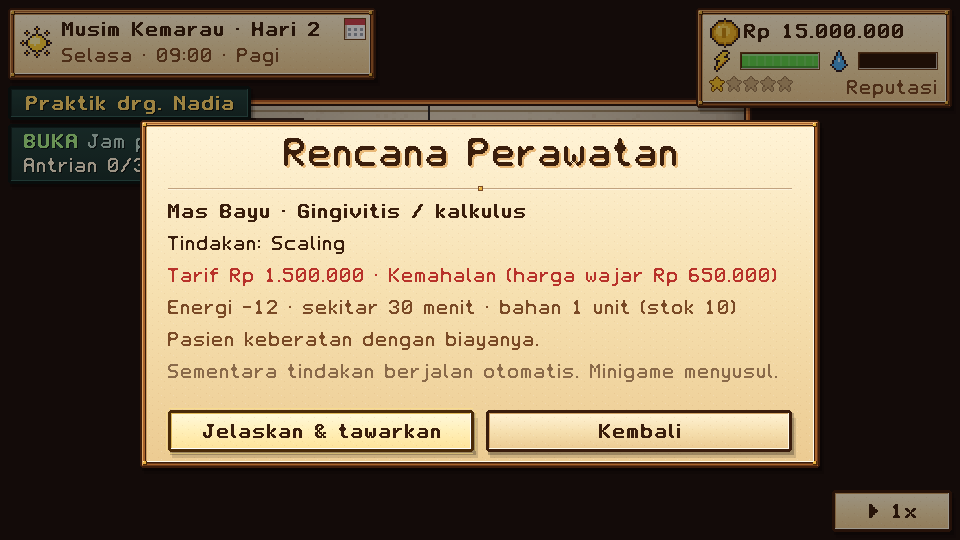 Musim Kemarau · Hari 2
Selasa · 09:00 · Pagi
Rp 15.000.000
Reputasi
Praktik drg. Nadia
BUKA Jam
Antrian 0/3
Rencana Perawatan
Mas Bayu · Gingivitis / kalkulus
Tindakan: Scaling
Tarif Rp 1.500.000 · Kemahalan (harga wajar Rp 650.000)
Energi -12 · sekitar 30 menit · bahan 1 unit (stok 10)
Pasien keberatan dengan biayanya.
Sementara tindakan berjalan otomatis. Minigame menyusul.
Jelaskan & tawarkan
Kembali
1x